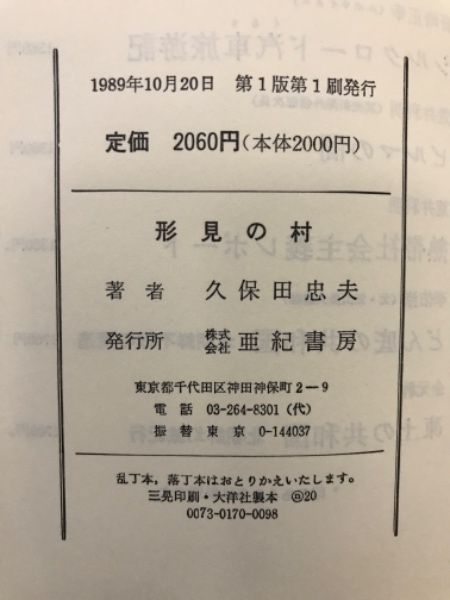 1989年10月20日　第1版第1刷発行
定価　2060円(本体2000円)
形見の村
著者　久保田忠夫
発行所　株式会社亜紀書房
東京都千代田区神田神保町2−9
電話　03-264-8301(代)
振替東京　0-144037
乱丁本，落丁本はおとりかえいたします。
三晃印刷・大洋社製本　@20
0073-0170-0098